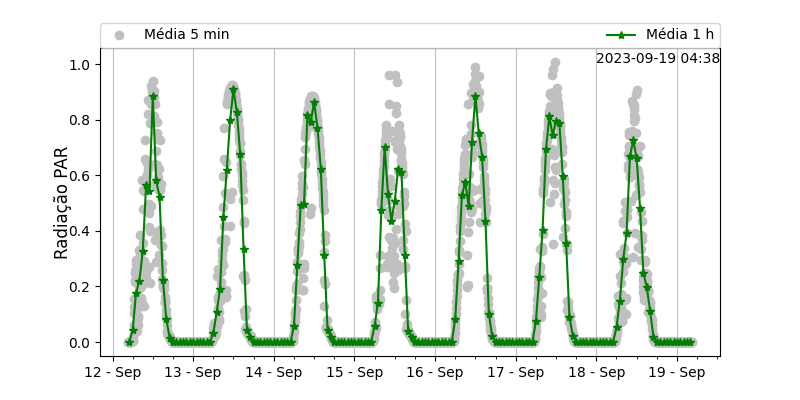 Média 5 min
Média 1 h
2023-09-19 04:38
Radiação PAR
1.0
0.8
0.6
0.4
0.2
0.0
12 - Sep
13 - Sep
14 - Sep
15 - Sep
16 - Sep
17 - Sep
18 - Sep
19 - Sep